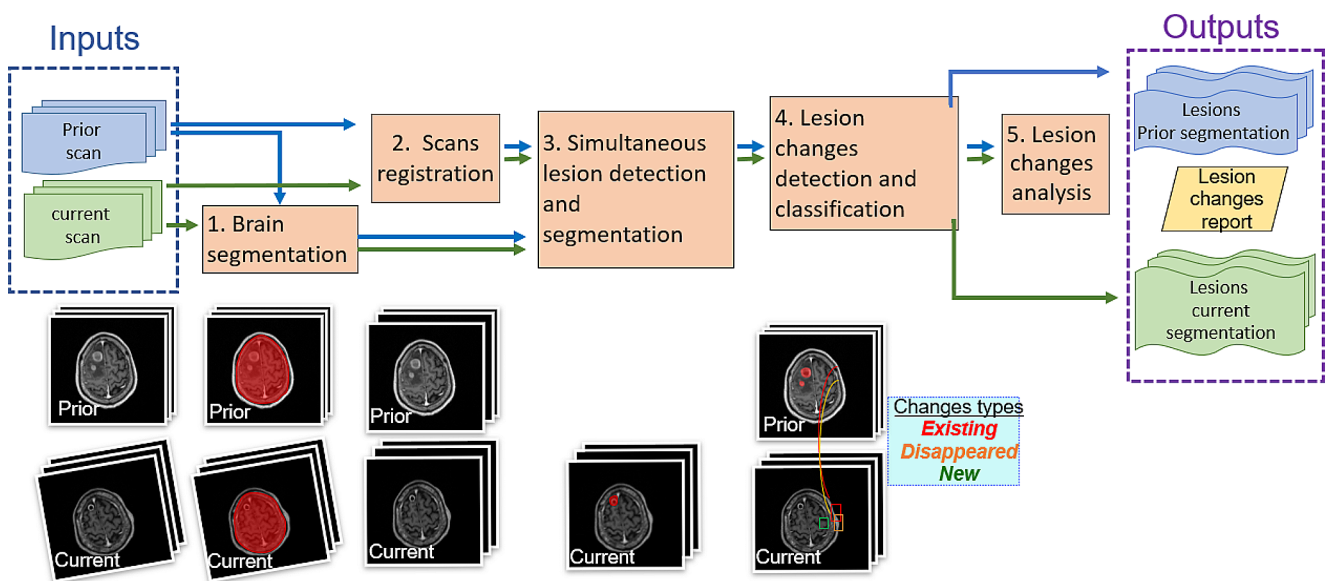 Inputs
Outputs
Prior
scan
current
scan
1. Brain
segmentation
2. Scans
registration
3. Simultaneous
lesion detection
and
segmentation
4. Lesion
changes
detection and
classification
5. Lesion
changes
analysis
Lesions
Prior segmentation
Lesion
changes
report
Lesions
current
segmentation
Prior
Prior
Prior
Prior
Changes types
Existing
Disappeared
New
Current
Current
Current
Current
Current